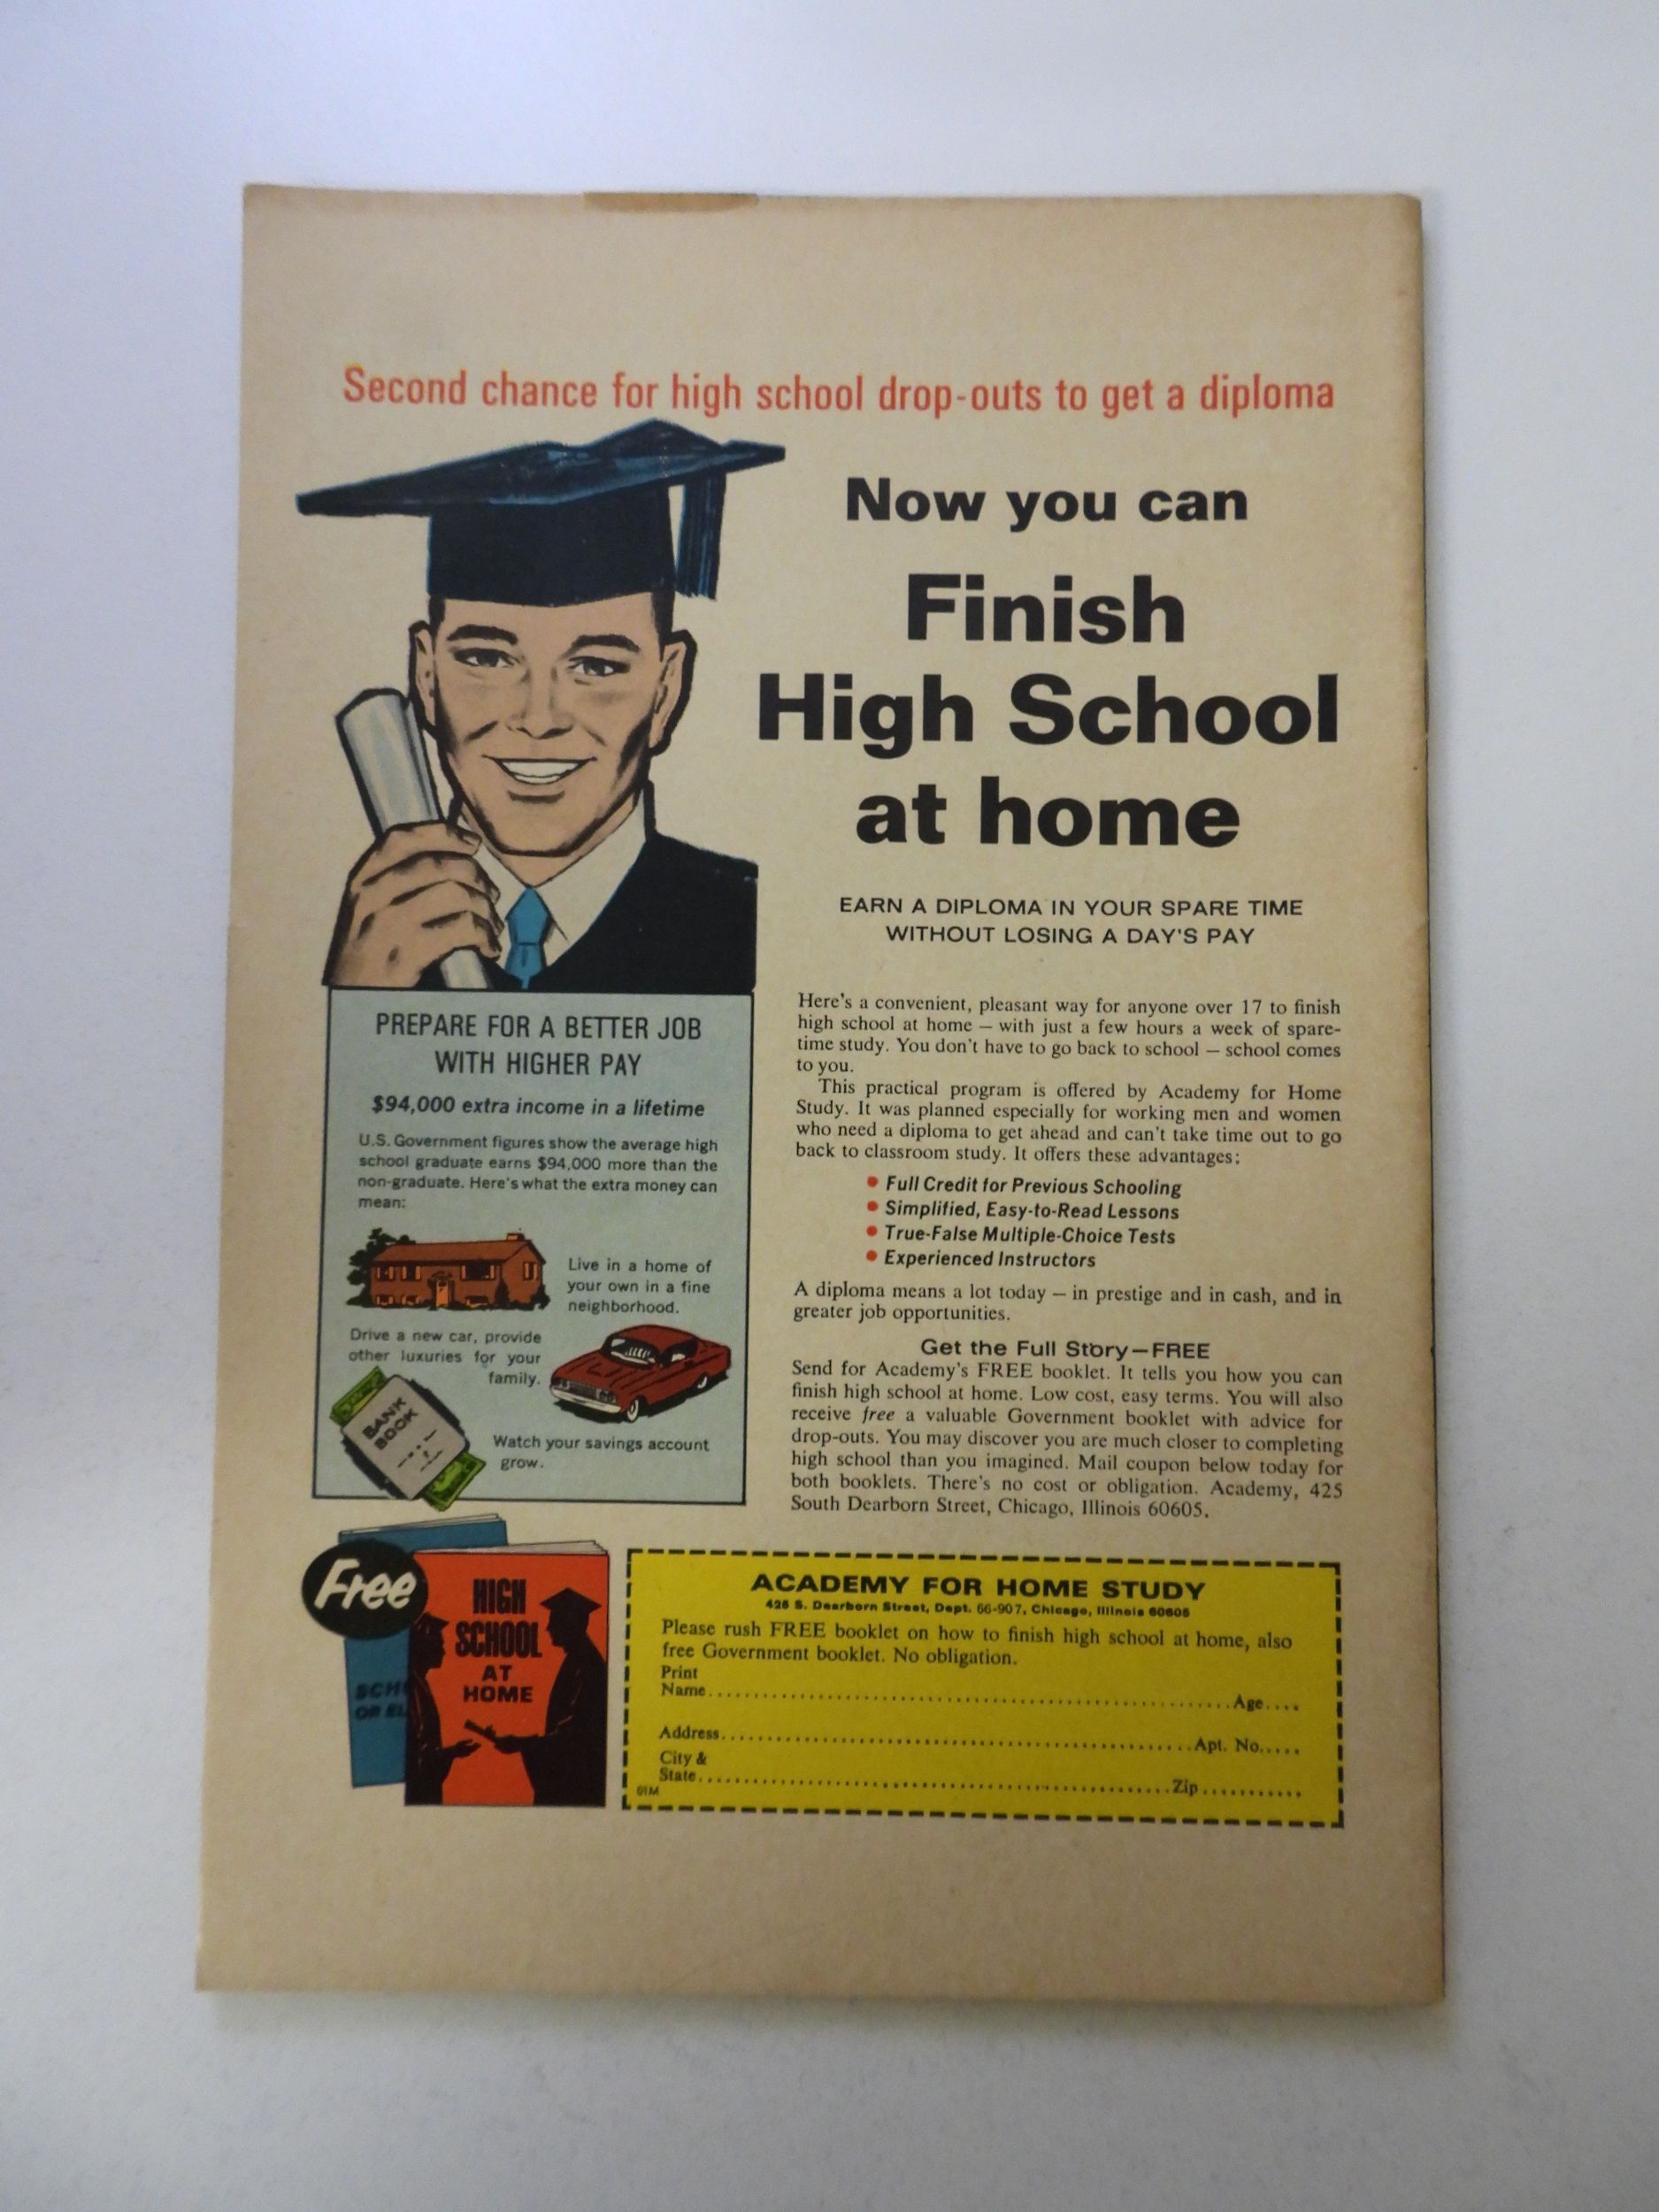 Second chance for high school drop-outs to get a diploma
Now you can
Finish
High School
at home
EARN A DIPLOMA IN YOUR SPARE TIME
WITHOUT LOSING A DAY'S PAY
PREPARE FOR A BETTER JOB
WITH HIGHER PAY
$94,000 extra income in a lifetime
U.S. Government figures show the average high
school graduate earns $94,000 more than the
non-graduate. Here's what the extra money can
mean:
Live in a home of
your own in a fine
neighborhood.
Drive a new car, provide
other luxuries for your
family.
BANK
BOOK
Watch your savings account
grow.
Here's a convenient, pleasant way for anyone over 17 to finish
high school at home — with just a few hours a week of spare-
time study. You don't have to go back to school — school comes
to you.
This practical program is offered by Academy for Home
Study. It was planned especially for working men and women
who need a diploma to get ahead and can't take time out to go
back to classroom study. It offers these advantages:
• Full Credit for Previous Schooling
• Simplified, Easy-to-Read Lessons
• True-False Multiple-Choice Tests
• Experienced Instructors
A diploma means a lot today — in prestige and in cash, and in
greater job opportunities.
Get the Full Story—FREE
Send for Academy's FREE booklet. It tells you how you can
finish high school at home. Low cost, easy terms. You will also
receive free a valuable Government booklet with advice for
drop-outs. You may discover you are much closer to completing
high school than you imagined. Mail coupon below today for
both booklets. There's no cost or obligation. Academy, 425
South Dearborn Street, Chicago, Illinois 60605.
Free
HIGH
SCHOOL
AT
HOME
SCH
OR EL
ACADEMY FOR HOME STUDY
425 S. Dearborn Street, Dept. 66-907, Chicago, Illinois 60605
Please rush FREE booklet on how to finish high school at home, also
free Government booklet. No obligation.
Print
Name.......... Age....
Address.......... Apt. No.....
City &
State.......... Zip..........
01M